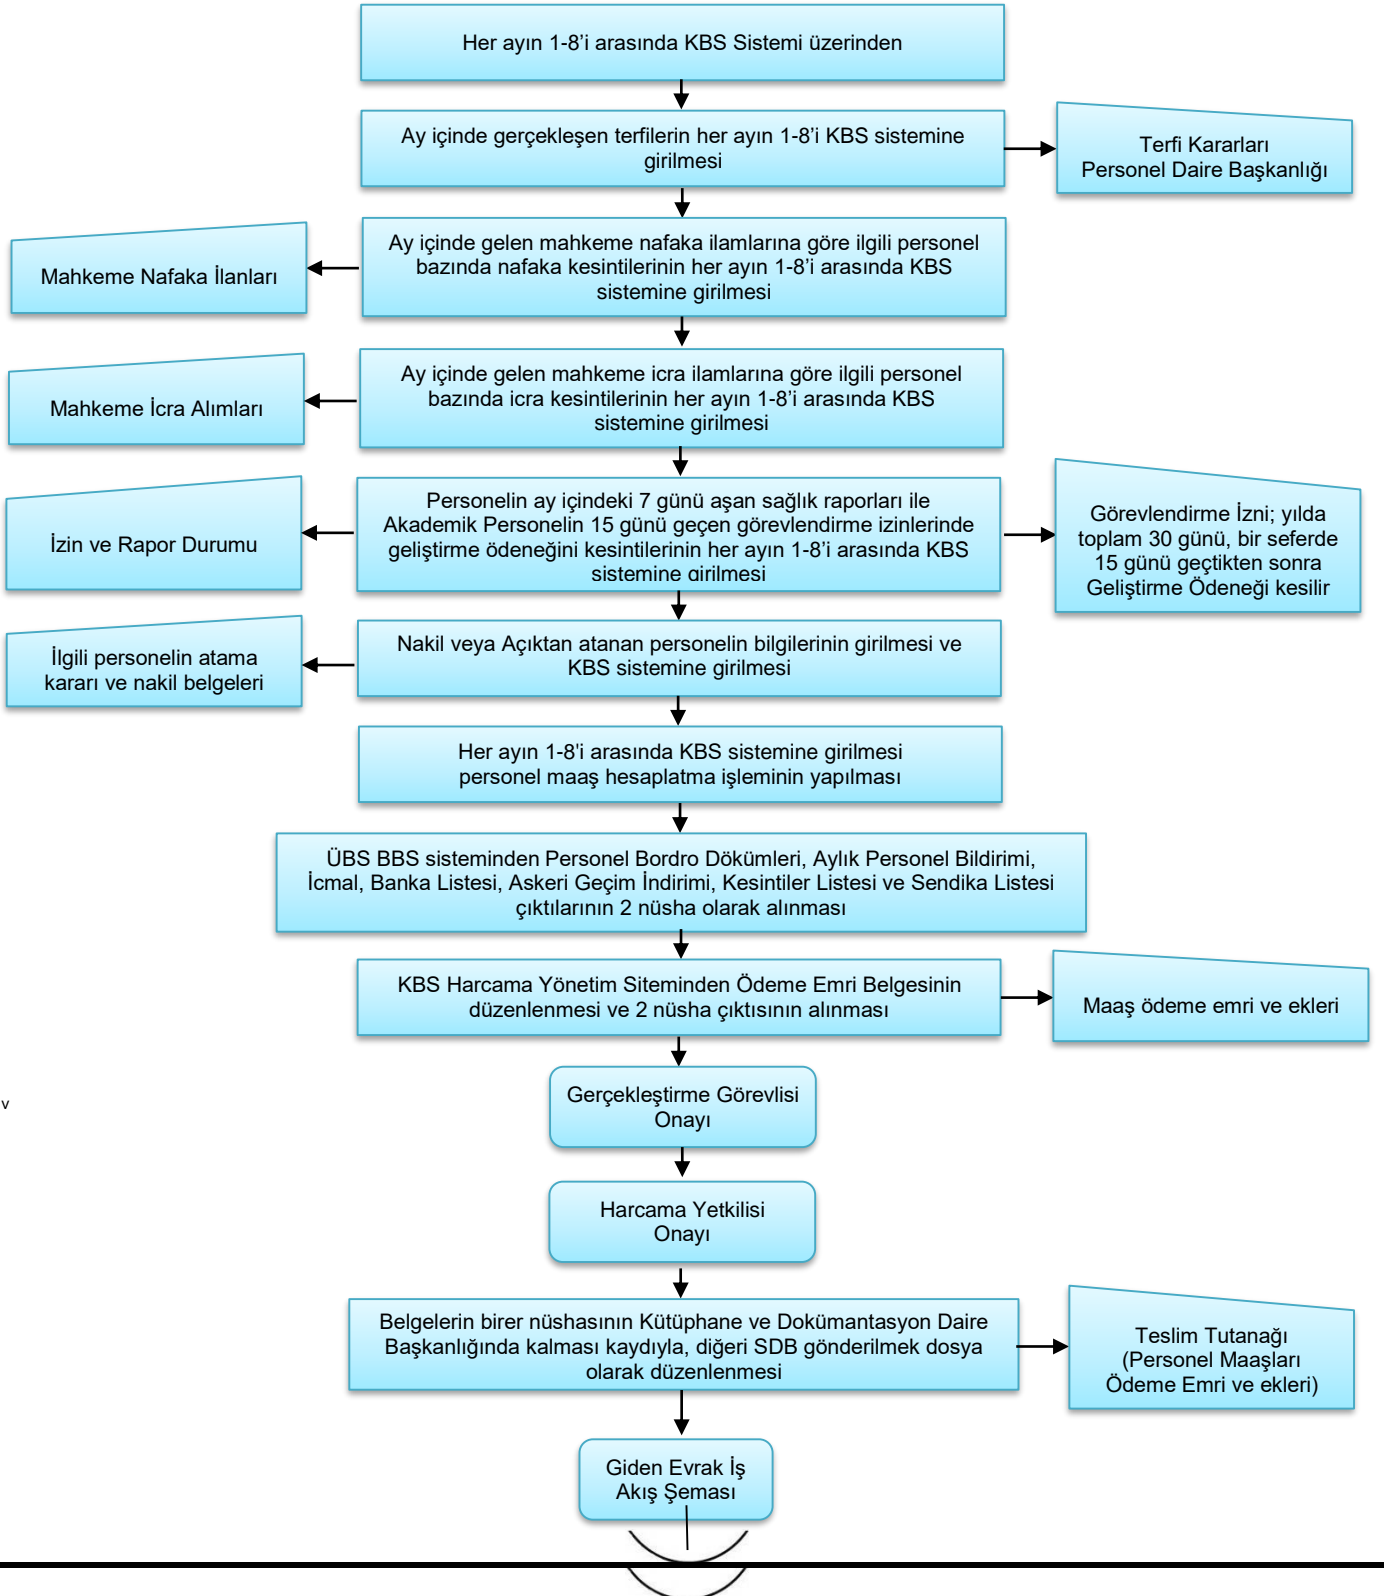 Her ayın 1-8’i arasında KBS Sistemi üzerinden
Ay içinde gerçekleşen terfilerin her ayın 1-8’i KBS sistemine
girilmesi
Terfi Kararları
Personel Daire Başkanlığı
Ay içinde gelen mahkeme nafaka ilamlarına göre ilgili personel
bazında nafaka kesintilerinin her ayın 1-8’i arasında KBS
sistemine girilmesi
Mahkeme Nafaka İlanları
Ay içinde gelen mahkeme icra ilamlarına göre ilgili personel
bazında icra kesintilerinin her ayın 1-8’i arasında KBS
sistemine girilmesi
Mahkeme İcra Alımları
Personelin ay içindeki 7 günü aşan sağlık raporları ile
Akademik Personelin 15 günü geçen görevlendirme izinlerinde
geliştirme ödeneğini kesintilerinin her ayın 1-8’i arasında KBS
sistemine girilmesi
İzin ve Rapor Durumu
Görevlendirme İzni; yılda
toplam 30 günü, bir seferde
15 günü geçtikten sonra
Geliştirme Ödeneği kesilir
Nakil veya Açıktan atanan personelin bilgilerinin girilmesi ve
KBS sistemine girilmesi
İlgili personelin atama
kararı ve nakil belgeleri
Her ayın 1-8'i arasında KBS sistemine girilmesi
personel maaş hesaplatma işleminin yapılması
ÜBS BBS sisteminden Personel Bordro Dökümleri, Aylık Personel Bildirimi,
İcmal, Banka Listesi, Askeri Geçim İndirimi, Kesintiler Listesi ve Sendika Listesi
çıktılarının 2 nüsha olarak alınması
KBS Harcama Yönetim Siteminden Ödeme Emri Belgesinin
düzenlenmesi ve 2 nüsha çıktısının alınması
Maaş ödeme emri ve ekleri
Gerçekleştirme Görevlisi
Onayı
v
Harcama Yetkilisi
Onayı
Belgelerin birer nüshasının Kütüphane ve Dokümantasyon Daire
Başkanlığında kalması kaydıyla, diğeri SDB gönderilmek dosya
olarak düzenlenmesi
Teslim Tutanağı
(Personel Maaşları
Ödeme Emri ve ekleri)
Giden Evrak İş
Akış Şeması